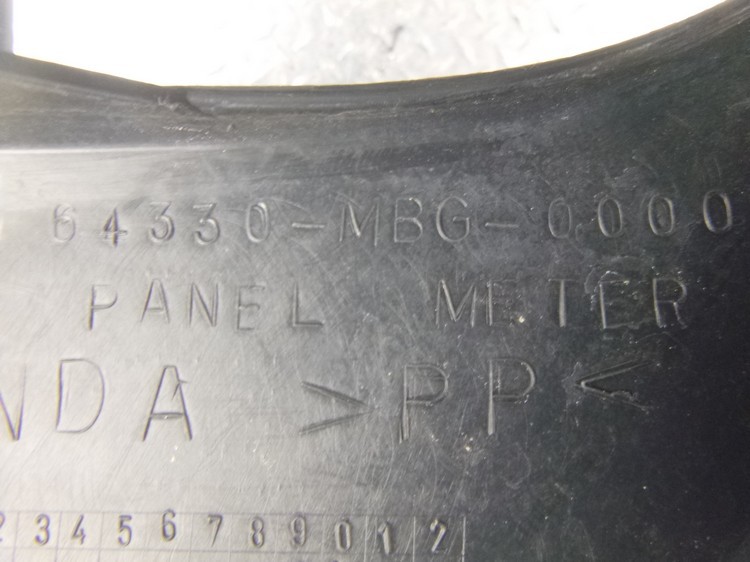 64330-MBG-0000
PANEL METER
NDA >PP<
2 3 4 5 6 7 8 9 0 1 2